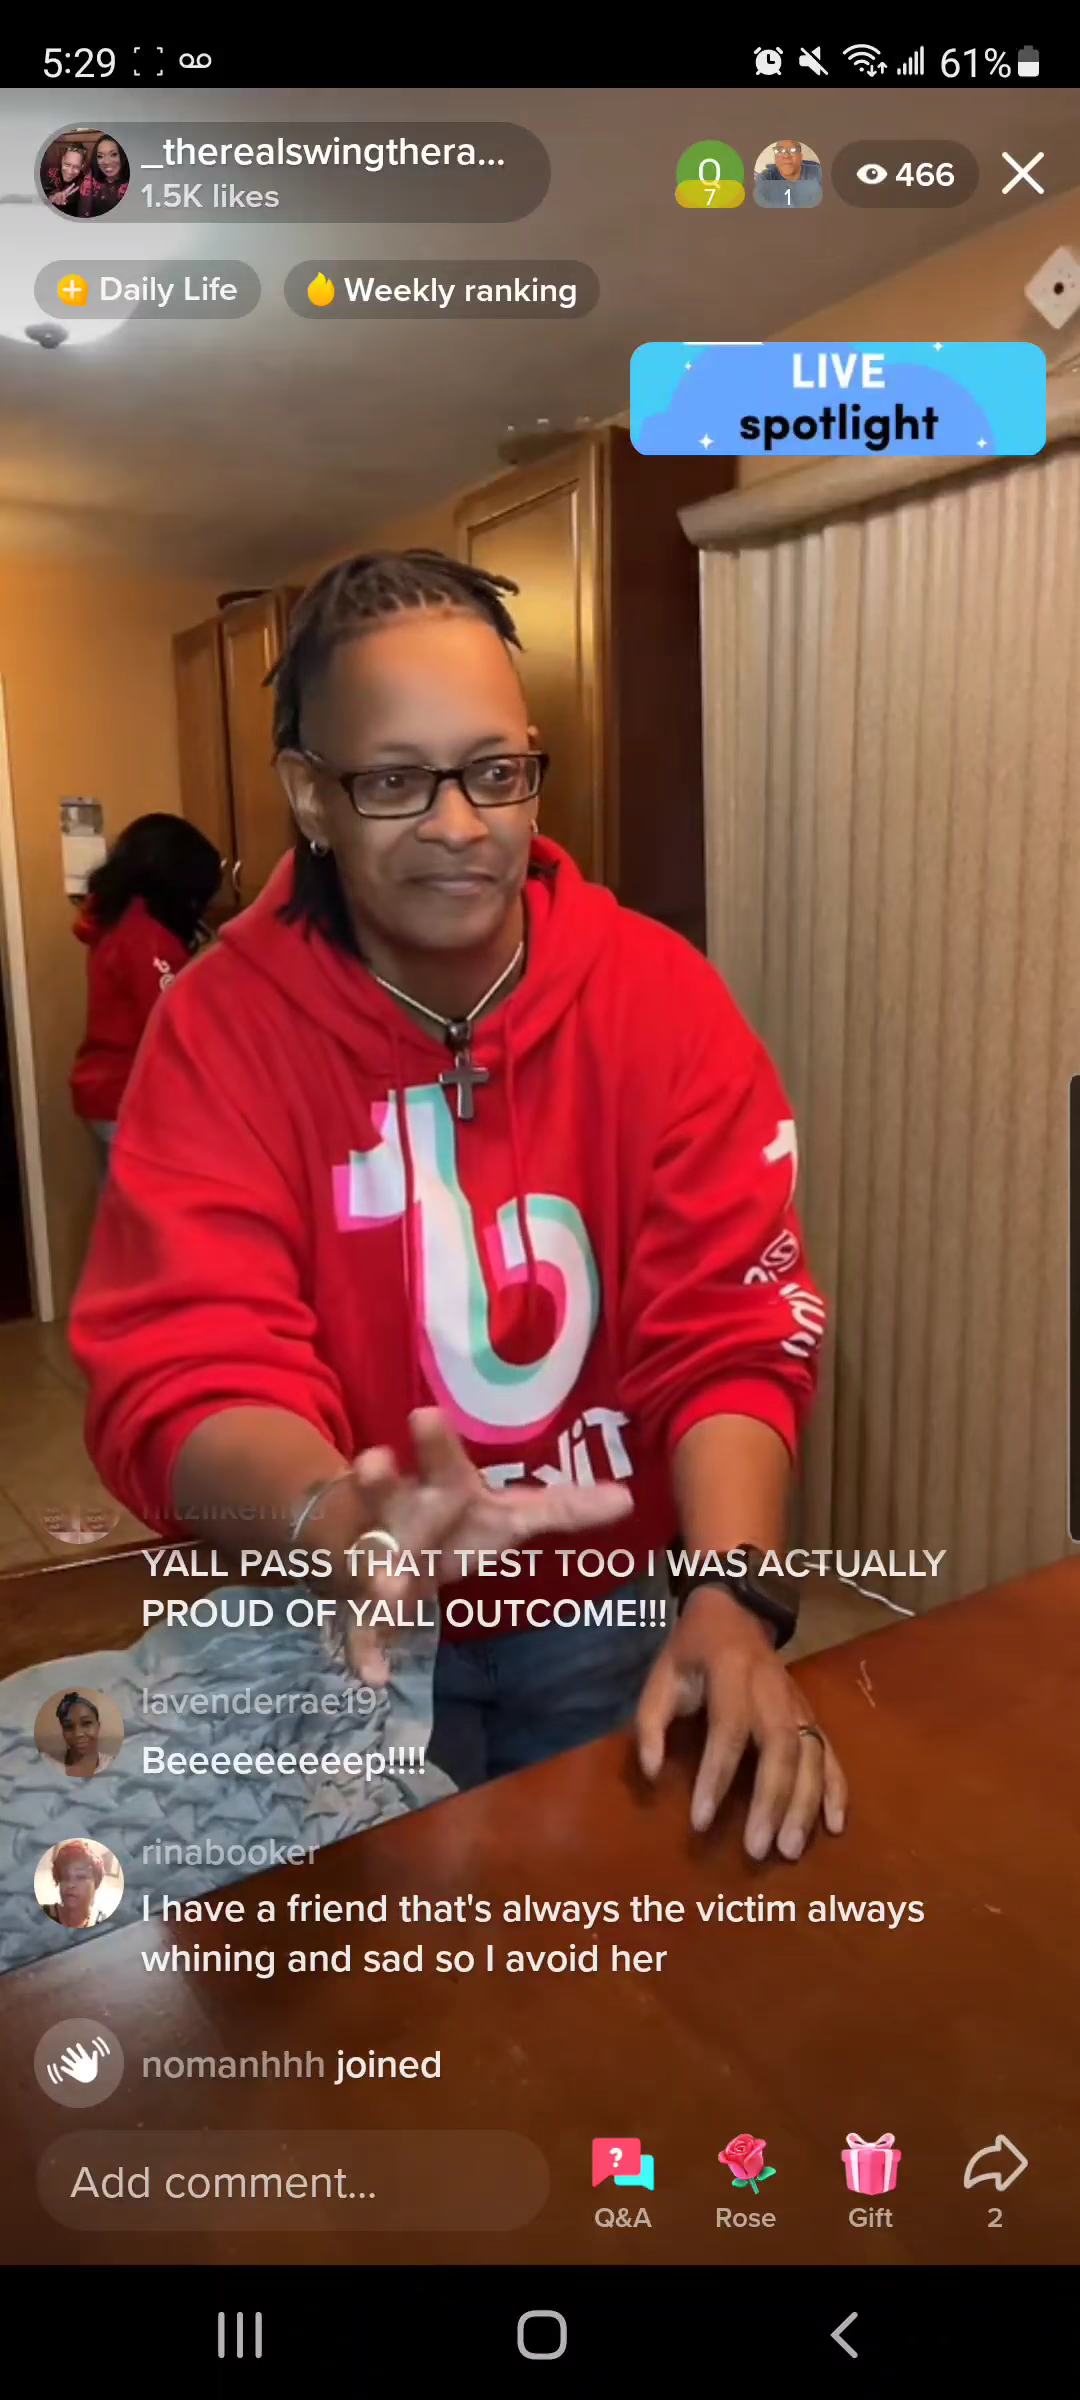 5:29
61%
_therealswingthera...
1.5K likes
Q
7
1
466
Daily Life
Weekly ranking
LIVE
spotlight
YALL PASS THAT TEST TOO I WAS ACTUALLY
PROUD OF YALL OUTCOME!!!
lavenderrae19
Beeeeeeeeep!!!!
rinabooker
I have a friend that's always the victim always
whining and sad so I avoid her
nomanhhh joined
Add comment...
Q&A
Rose
Gift
2